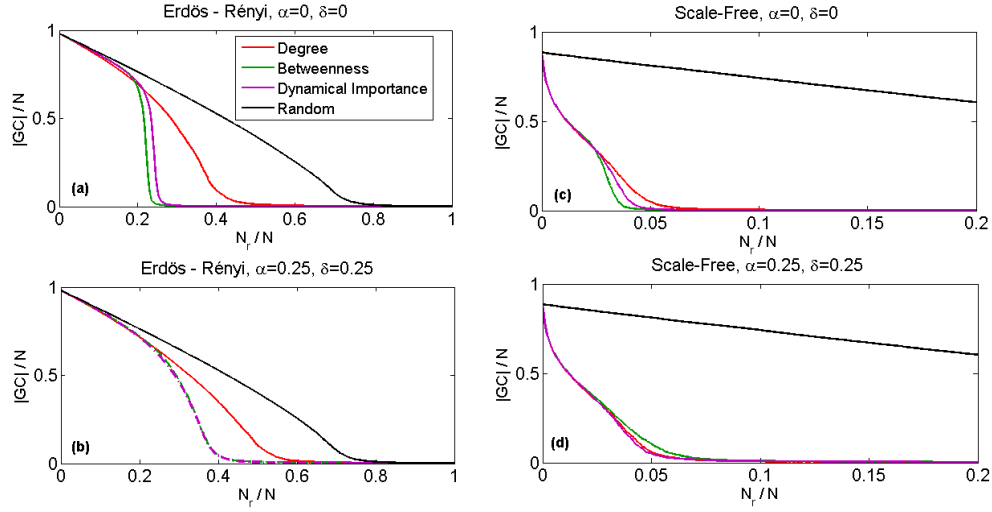 Erdös - Rényi, α=0, δ=0
1
0.5
0
|GC| / N
Degree
Betweenness
Dynamical Importance
Random
(a)
0 0.2 0.4 0.6 0.8 1
N_r / N
Scale-Free, α=0, δ=0
1
0.5
0
|GC| / N
(c)
0 0.05 0.1 0.15 0.2
N_r / N
Erdös - Rényi, α=0.25, δ=0.25
1
0.5
0
|GC| / N
(b)
0 0.2 0.4 0.6 0.8 1
N_r / N
Scale-Free, α=0.25, δ=0.25
1
0.5
0
|GC| / N
(d)
0 0.05 0.1 0.15 0.2
N_r / N